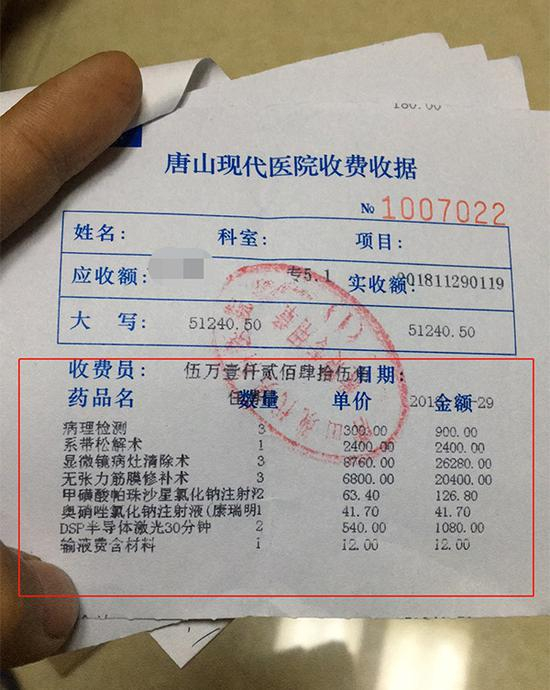 180.00
唐山现代医院收费收据
№ 1007022
姓名： 科室： 项目：
应收额： 专5.1 实收额： 201811290119
大 写： 51240.50 51240.50
收费员： 伍万壹仟贰佰肆拾伍角 日期：
药品名 数量 单价 金额 -29
病理检测 3 300.00 900.00
系带松解术 1 2400.00 2400.00
显微镜病灶清除术 3 8760.00 26280.00
无张力筋膜修补术 3 6800.00 20400.00
甲磺酸帕珠沙星氯化钠注射 2 63.40 126.80
奥硝唑氯化钠注射液(康瑞明 1 41.70 41.70
DSP半导体激光30分钟 2 540.00 1080.00
输液费含材料 1 12.00 12.00